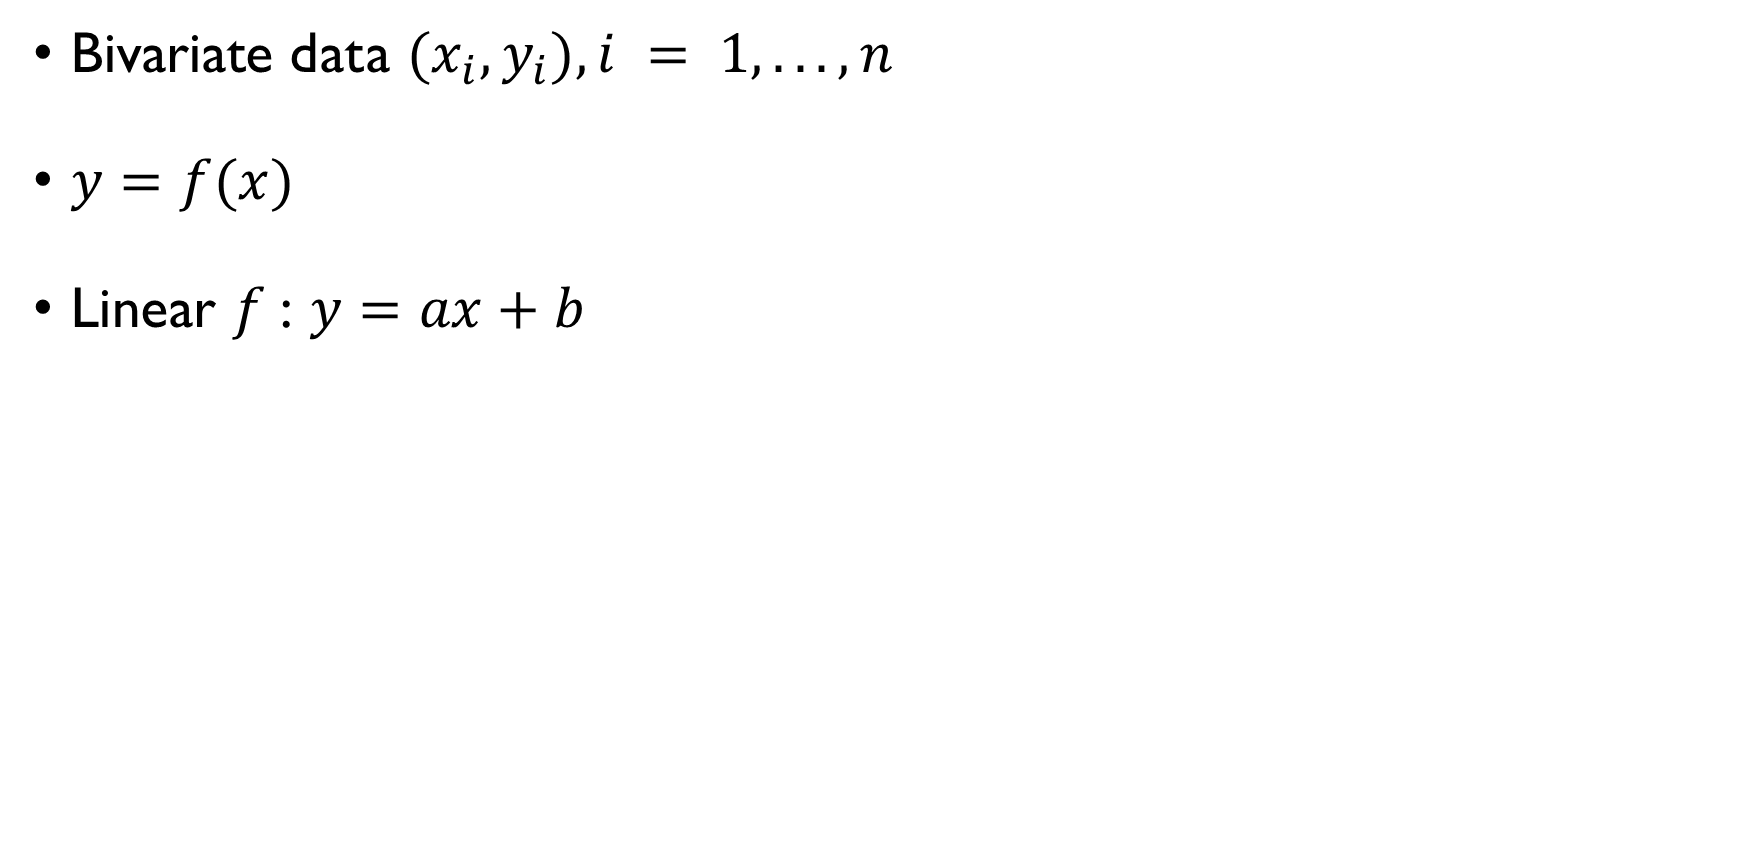 • Bivariate data (xᵢ, yᵢ), i = 1, . . . , n
• y = f(x)
• Linear f : y = ax + b